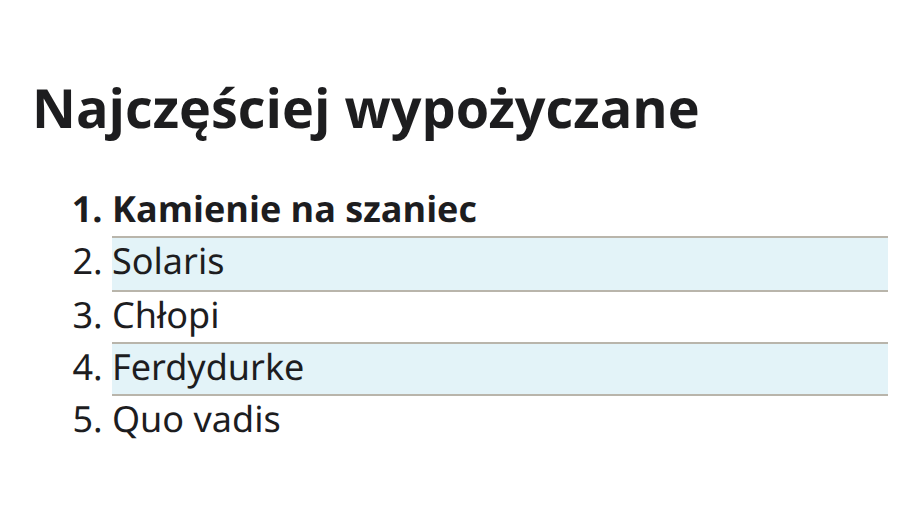 Najczęściej wypożyczane
1. Kamienie na szaniec
2. Solaris
3. Chłopi
4. Ferdydurke
5. Quo vadis